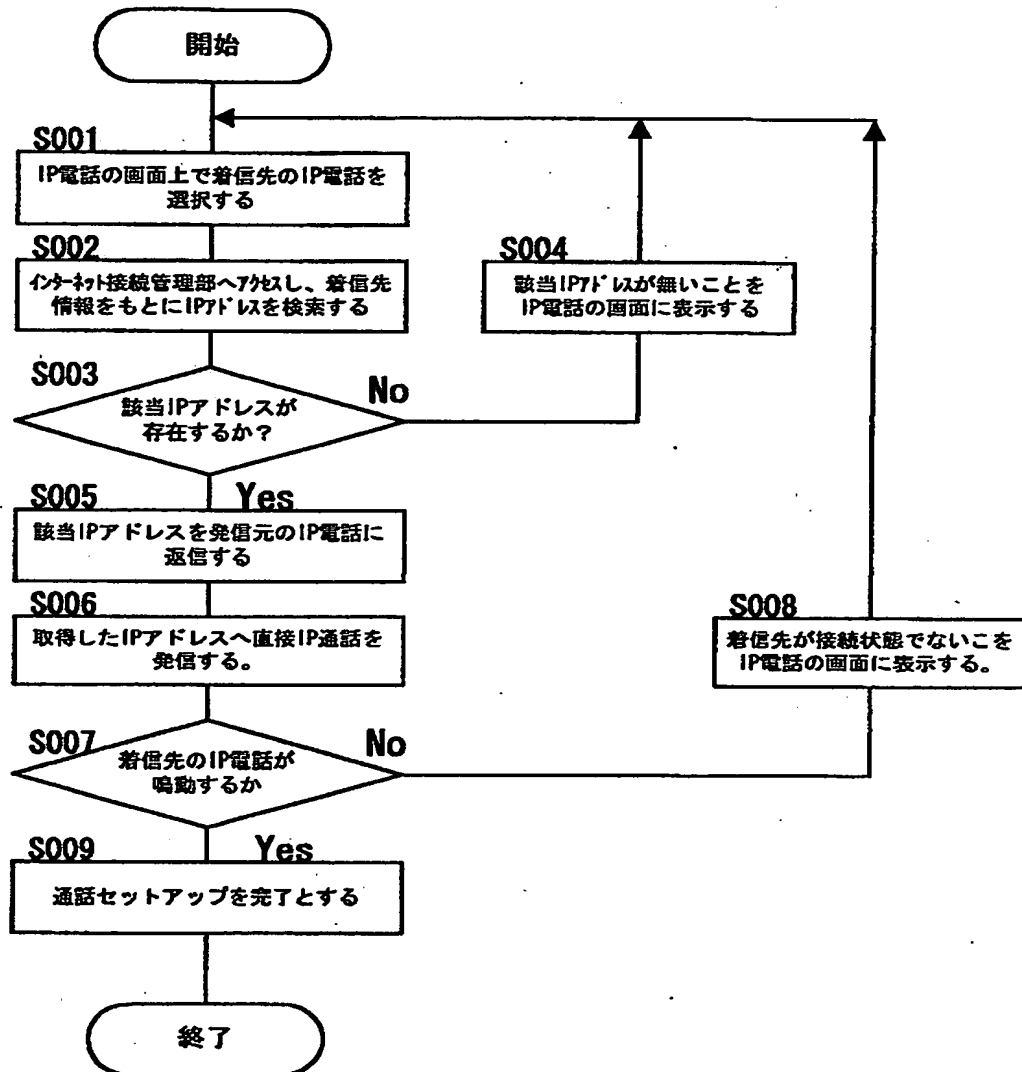 開始
S001
IP電話の画面上で着信先のIP電話を
選択する
S002
インターネット接続管理部へアクセスし、着信先
情報をもとにIPアドレスを検索する
S003
該当IPアドレスが
存在するか?
No
S004
該当IPアドレスが無いことを
IP電話の画面に表示する
Yes
S005
該当IPアドレスを発信元のIP電話に
返信する
S006
取得したIPアドレスへ直接IP通話を
発信する。
S007
着信先のIP電話が
鳴動するか
No
S008
着信先が接続状態でないこを
IP電話の画面に表示する。
Yes
S009
通話セットアップを完了とする
終了